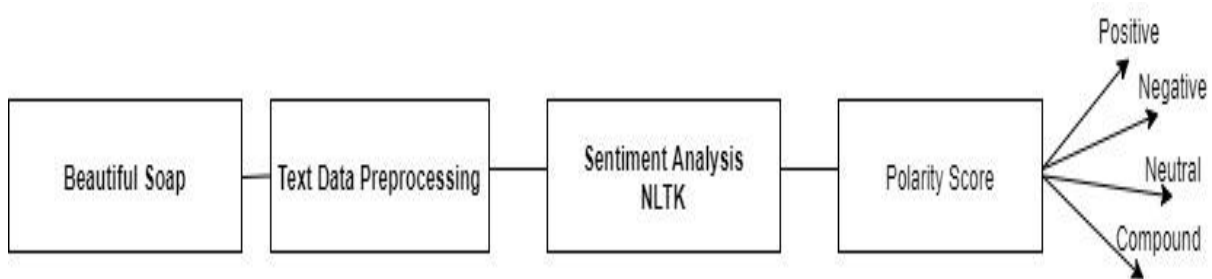 Beautiful Soap
Text Data Preprocessing
Sentiment Analysis
NLTK
Polarity Score
Positive
Negative
Neutral
Compound